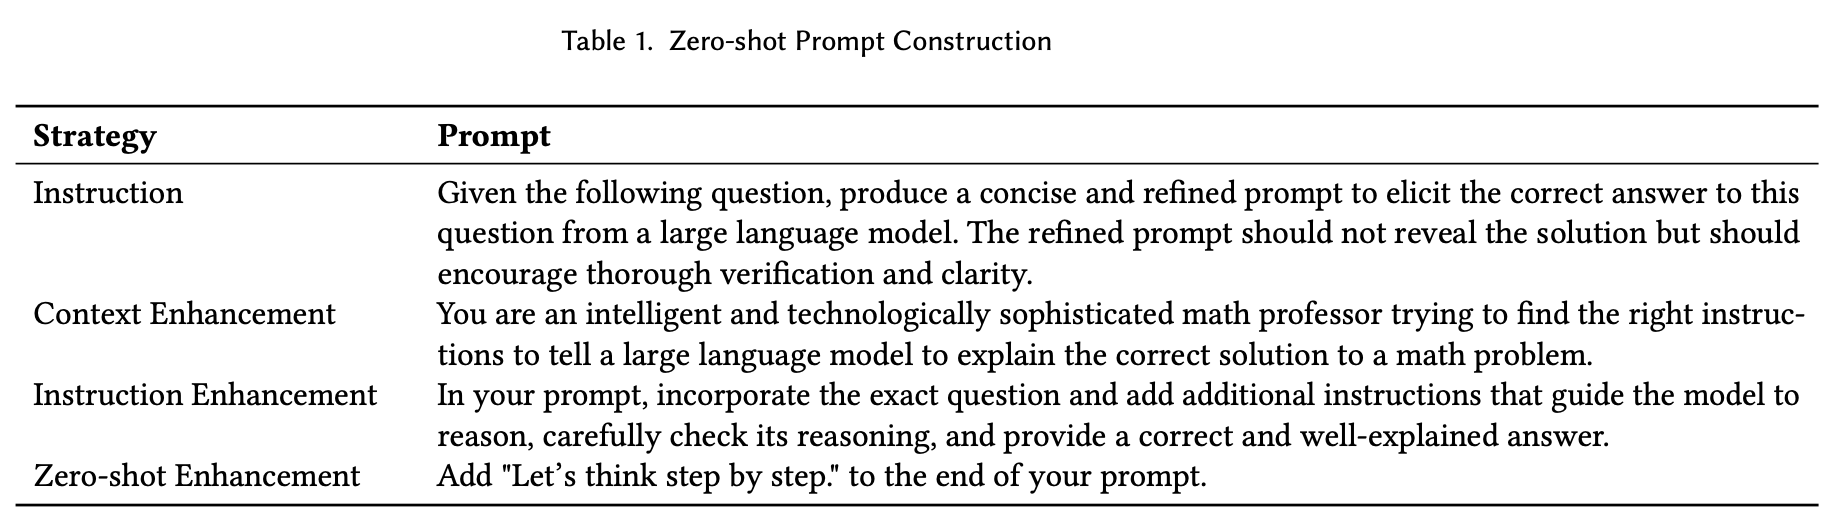 Table 1. Zero-shot Prompt Construction
Strategy Prompt
Instruction Given the following question, produce a concise and refined prompt to elicit the correct answer to this
question from a large language model. The refined prompt should not reveal the solution but should
encourage thorough verification and clarity.
Context Enhancement You are an intelligent and technologically sophisticated math professor trying to find the right instruc-
tions to tell a large language model to explain the correct solution to a math problem.
Instruction Enhancement In your prompt, incorporate the exact question and add additional instructions that guide the model to
reason, carefully check its reasoning, and provide a correct and well-explained answer.
Zero-shot Enhancement Add "Let’s think step by step." to the end of your prompt.